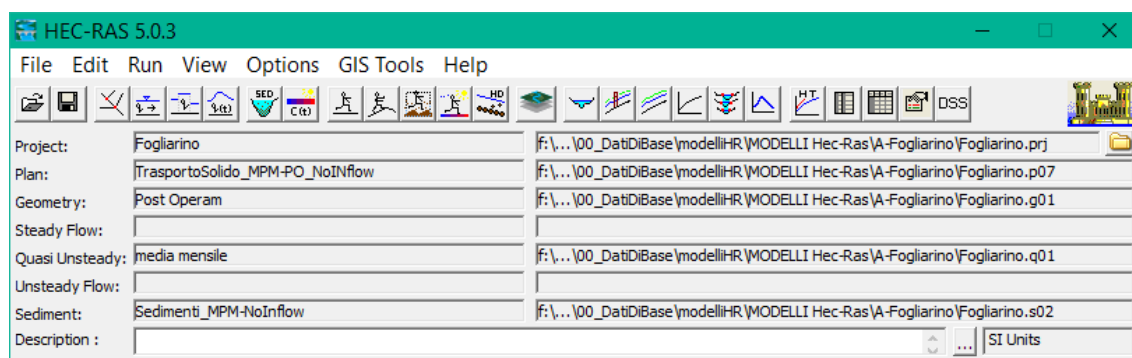 HEC-RAS 5.0.3
File Edit Run View Options GIS Tools Help
SED C(t) HD HT DSS
Project: Fogliarino f:\...\00_DatiDiBase\modelliHR\MODELLI Hec-Ras\A-Fogliarino\Fogliarino.prj
Plan: TrasportoSolido_MPM-PO_NoINflow f:\...\00_DatiDiBase\modelliHR\MODELLI Hec-Ras\A-Fogliarino\Fogliarino.p07
Geometry: Post Operam f:\...\00_DatiDiBase\modelliHR\MODELLI Hec-Ras\A-Fogliarino\Fogliarino.g01
Steady Flow:
Quasi Unsteady: media mensile f:\...\00_DatiDiBase\modelliHR\MODELLI Hec-Ras\A-Fogliarino\Fogliarino.q01
Unsteady Flow:
Sediment: Sedimenti_MPM-NoInflow f:\...\00_DatiDiBase\modelliHR\MODELLI Hec-Ras\A-Fogliarino\Fogliarino.s02
Description : ... SI Units